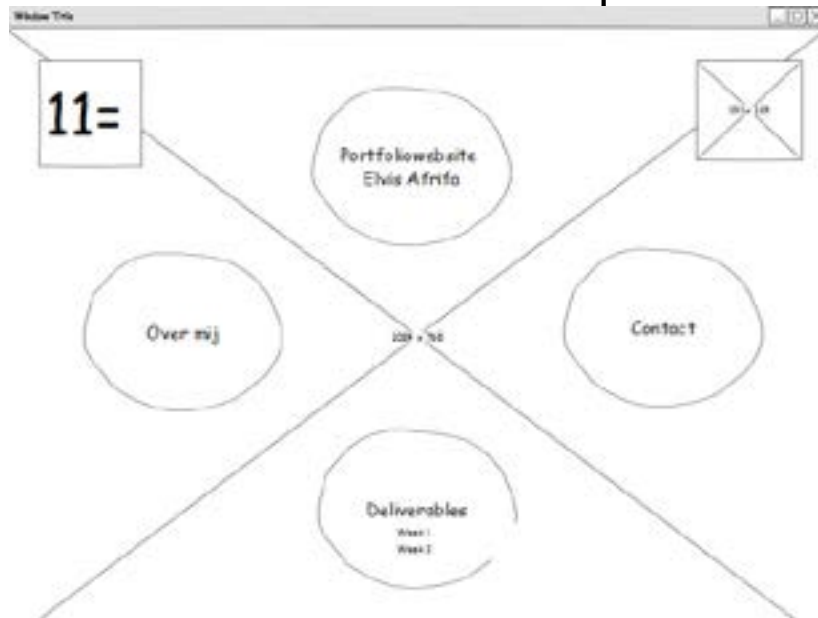 Window Title
11=
Portfoliowebsite
Elvis Afrifa
Over mij
Contact
Deliverables
Week 1
Week 2